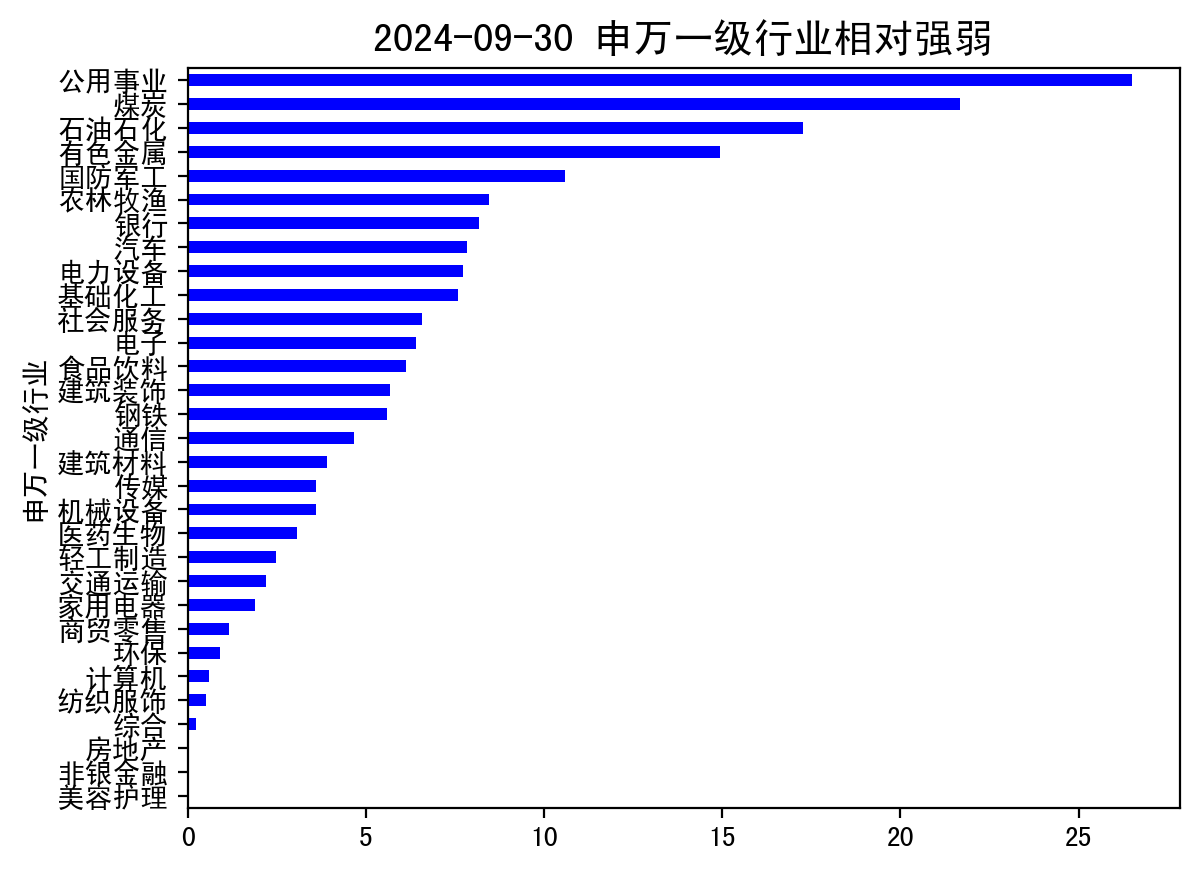 2024-09-30 申万一级行业相对强弱
公用事业
煤炭
石油石化
有色金属
国防军工
农林牧渔
银行
汽车
电力设备
基础化工
社会服务
电子
食品饮料
建筑装饰
钢铁
通信
建筑材料
传媒
机械设备
医药生物
轻工制造
交通运输
家用电器
商贸零售
环保
计算机
纺织服饰
综合
房地产
非银金融
美容护理
申万一级行业
0 5 10 15 20 25